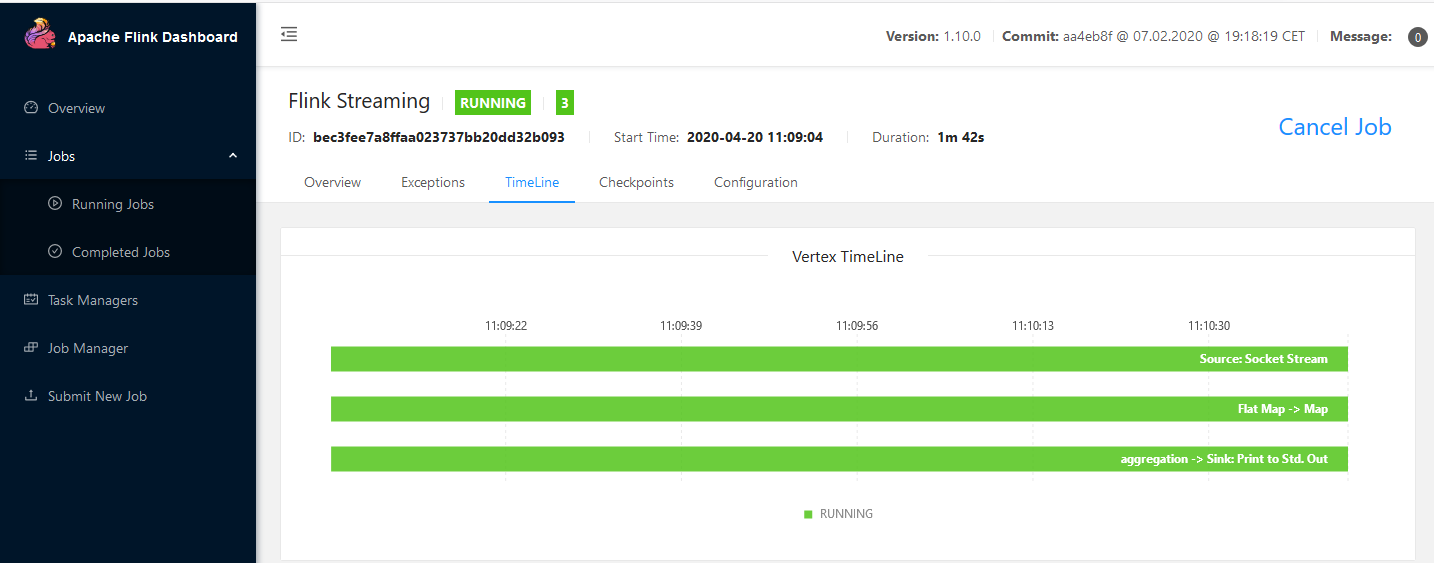 Apache Flink Dashboard
Version: 1.10.0 Commit: aa4eb8f @ 07.02.2020 @ 19:18:19 CET Message: 0
Overview
Jobs
Running Jobs
Completed Jobs
Task Managers
Job Manager
Submit New Job
Flink Streaming RUNNING 3
ID: bec3fee7a8ffaa023737bb20dd32b093 Start Time: 2020-04-20 11:09:04 Duration: 1m 42s
Cancel Job
Overview Exceptions TimeLine Checkpoints Configuration
Vertex TimeLine
11:09:22 11:09:39 11:09:56 11:10:13 11:10:30
Source: Socket Stream
Flat Map -> Map
aggregation -> Sink: Print to Std. Out
RUNNING